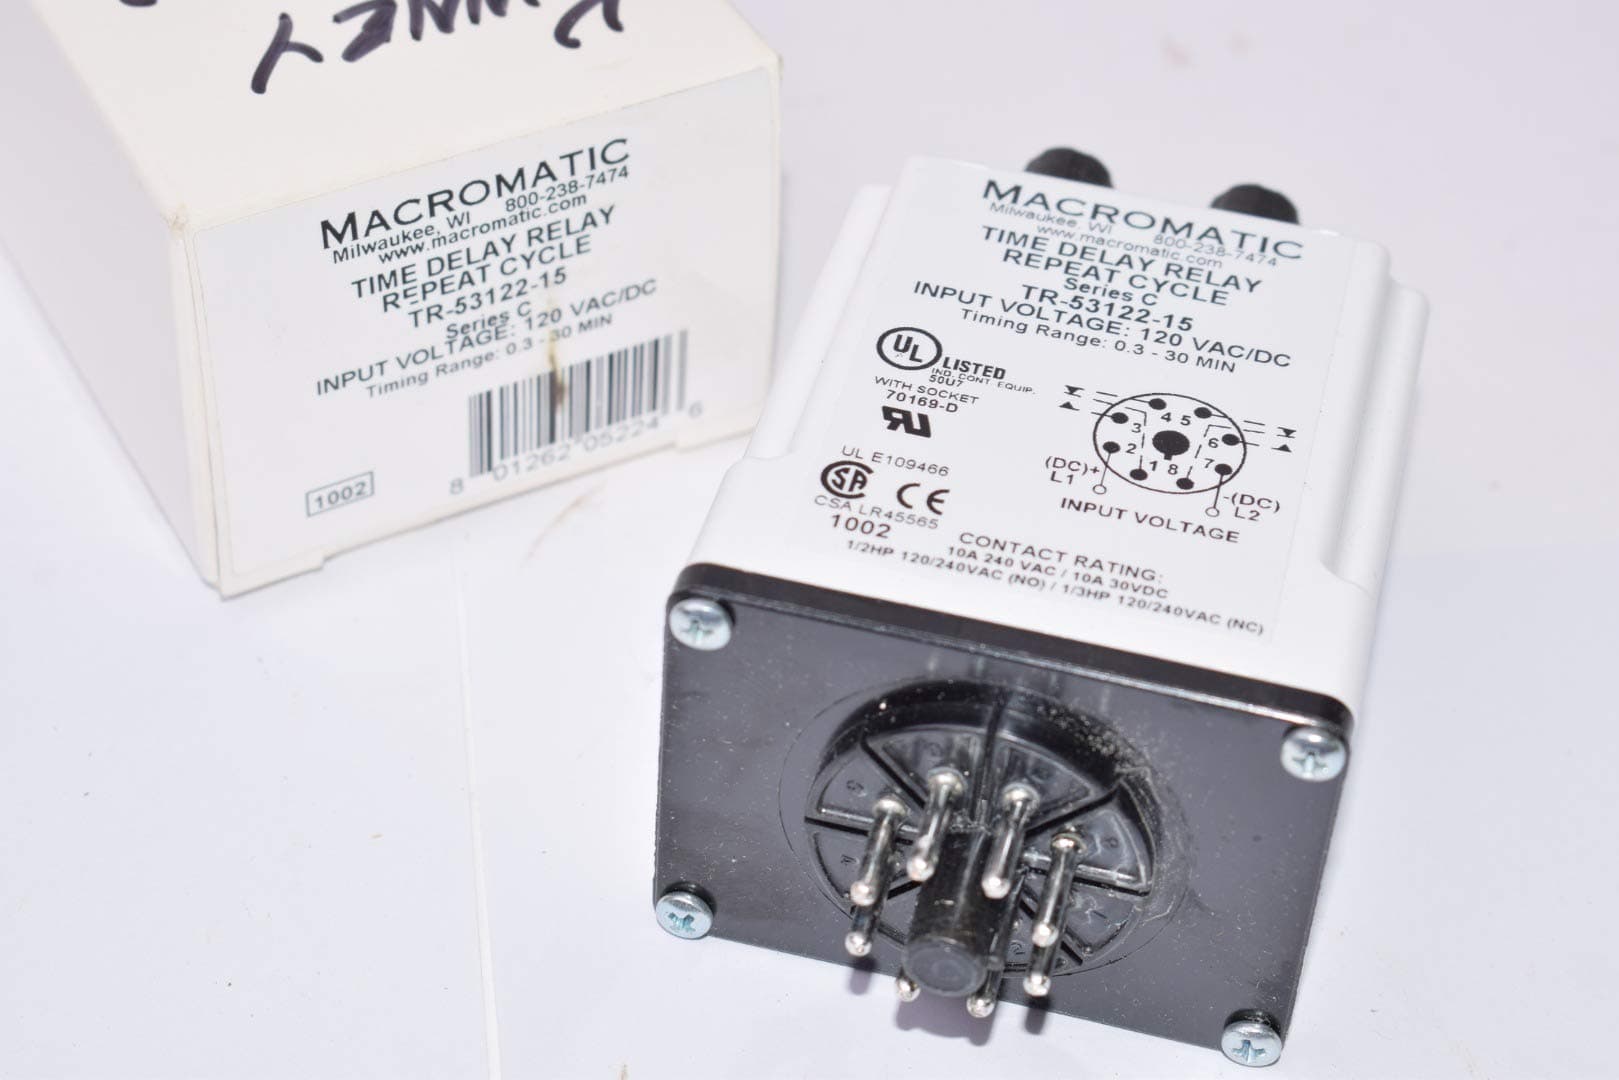 MACROMATIC
Milwaukee, WI 800-238-7474
www.macromatic.com
TIME DELAY RELAY
REPEAT CYCLE
TR-53122-15
Series C
INPUT VOLTAGE: 120 VAC/DC
Timing Range: 0.3 - 30 MIN
8 01262 05224 6
1002
MACROMATIC
Milwaukee, WI 800-238-7474
www.macromatic.com
TIME DELAY RELAY
REPEAT CYCLE
Series C
TR-53122-15
INPUT VOLTAGE: 120 VAC/DC
Timing Range: 0.3 - 30 MIN
UL LISTED
IND. CONT. EQUIP.
50U7
WITH SOCKET
70169-D
UL E109466
SA CE
CSA LR45565
1002
4 5
3 6
2 7
1 8
(DC)+
L1
-(DC)
L2
INPUT VOLTAGE
CONTACT RATING:
10A 240 VAC / 10A 30VDC
1/2HP 120/240VAC (NO) / 1/3HP 120/240VAC (NC)